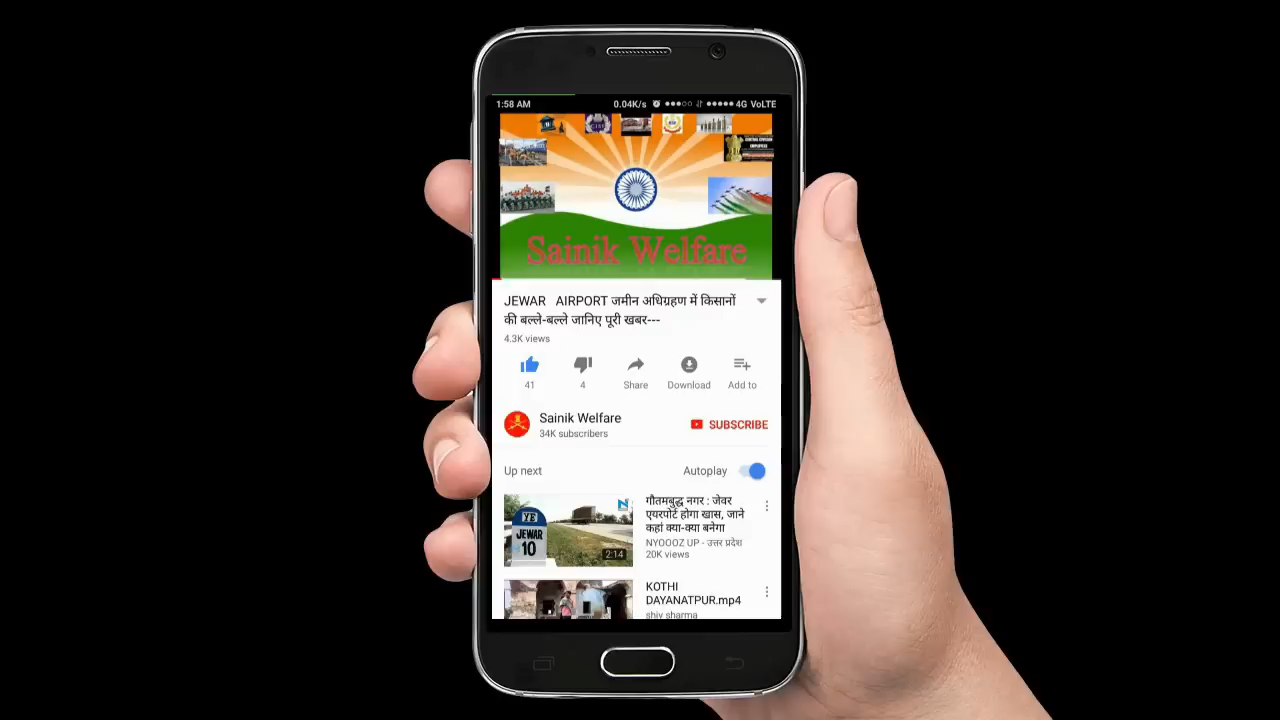 1:58 AM 0.04K/s 4G VoLTE
Sainik Welfare
JEWAR AIRPORT जमीन अधिग्रहण में किसानों
की बल्ले-बल्ले जानिए पूरी खबर---
4.3K views
41 4 Share Download Add to
Sainik Welfare
34K subscribers
SUBSCRIBE
Up next Autoplay
YE
JEWAR
10
2:14
गौतमबुद्ध नगर : जेवर
एयरपोर्ट होगा खास, जाने
कहां क्या-क्या बनेगा
NYOOOZ UP - उत्तर प्रदेश
20K views
KOTHI
DAYANATPUR.mp4
shiv sharma